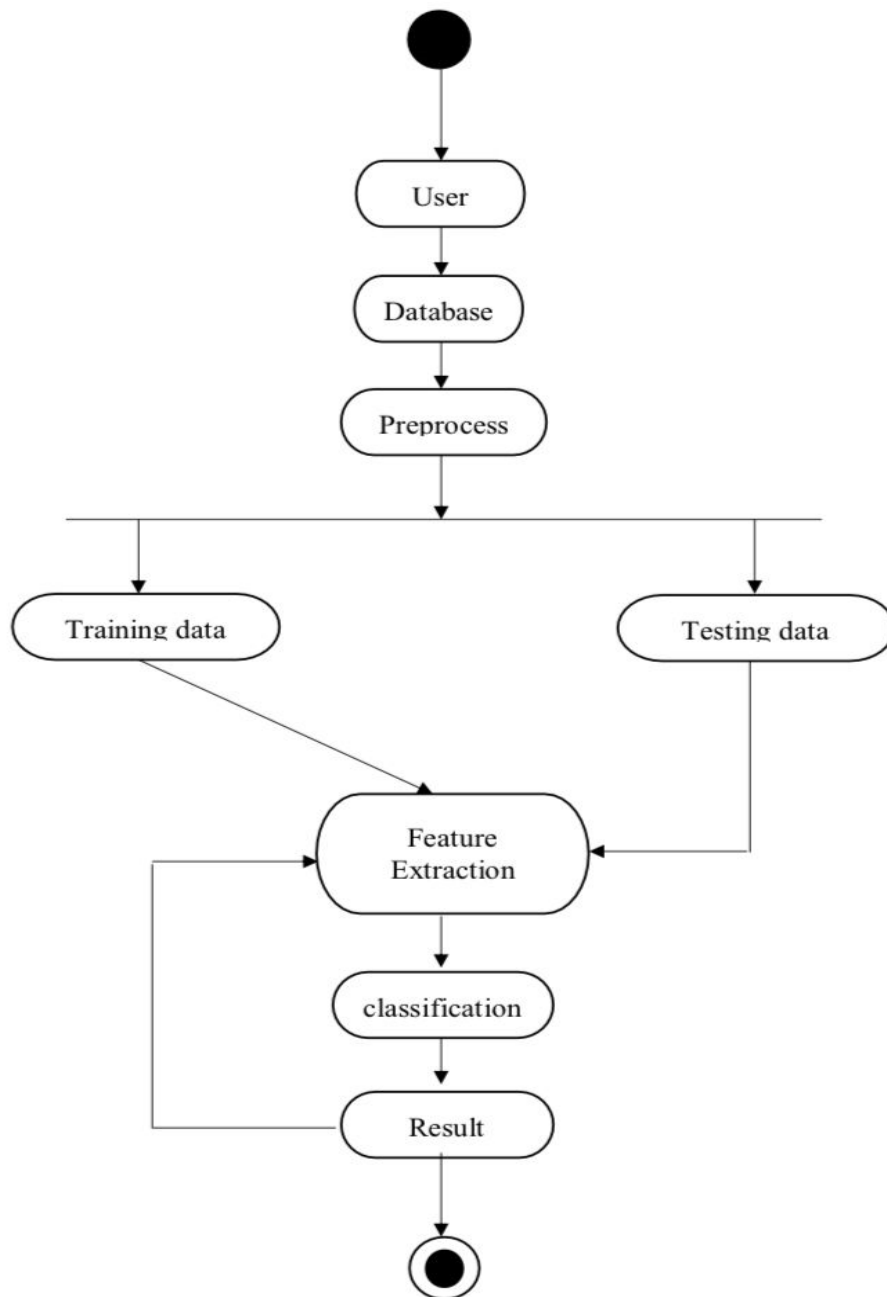 User
Database
Preprocess
Training data
Testing data
Feature
Extraction
classification
Result